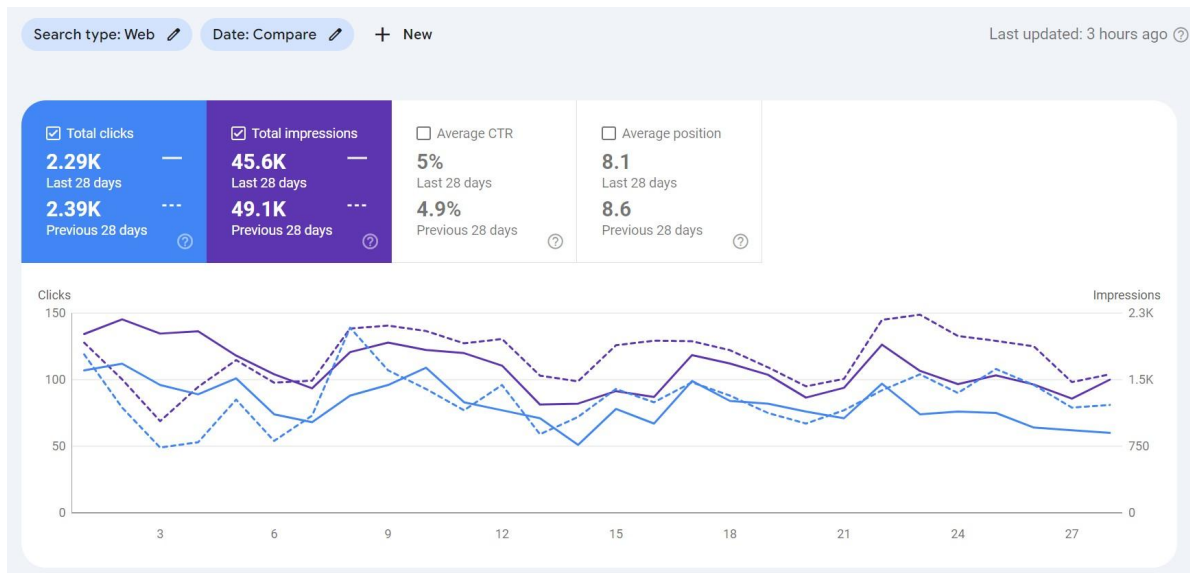 Search type: Web
Date: Compare
+ New
Last updated: 3 hours ago
Total clicks
2.29K
Last 28 days
2.39K
Previous 28 days
Total impressions
45.6K
Last 28 days
49.1K
Previous 28 days
Average CTR
5%
Last 28 days
4.9%
Previous 28 days
Average position
8.1
Last 28 days
8.6
Previous 28 days
Clicks
Impressions
150
100
50
0
2.3K
1.5K
750
0
3 6 9 12 15 18 21 24 27